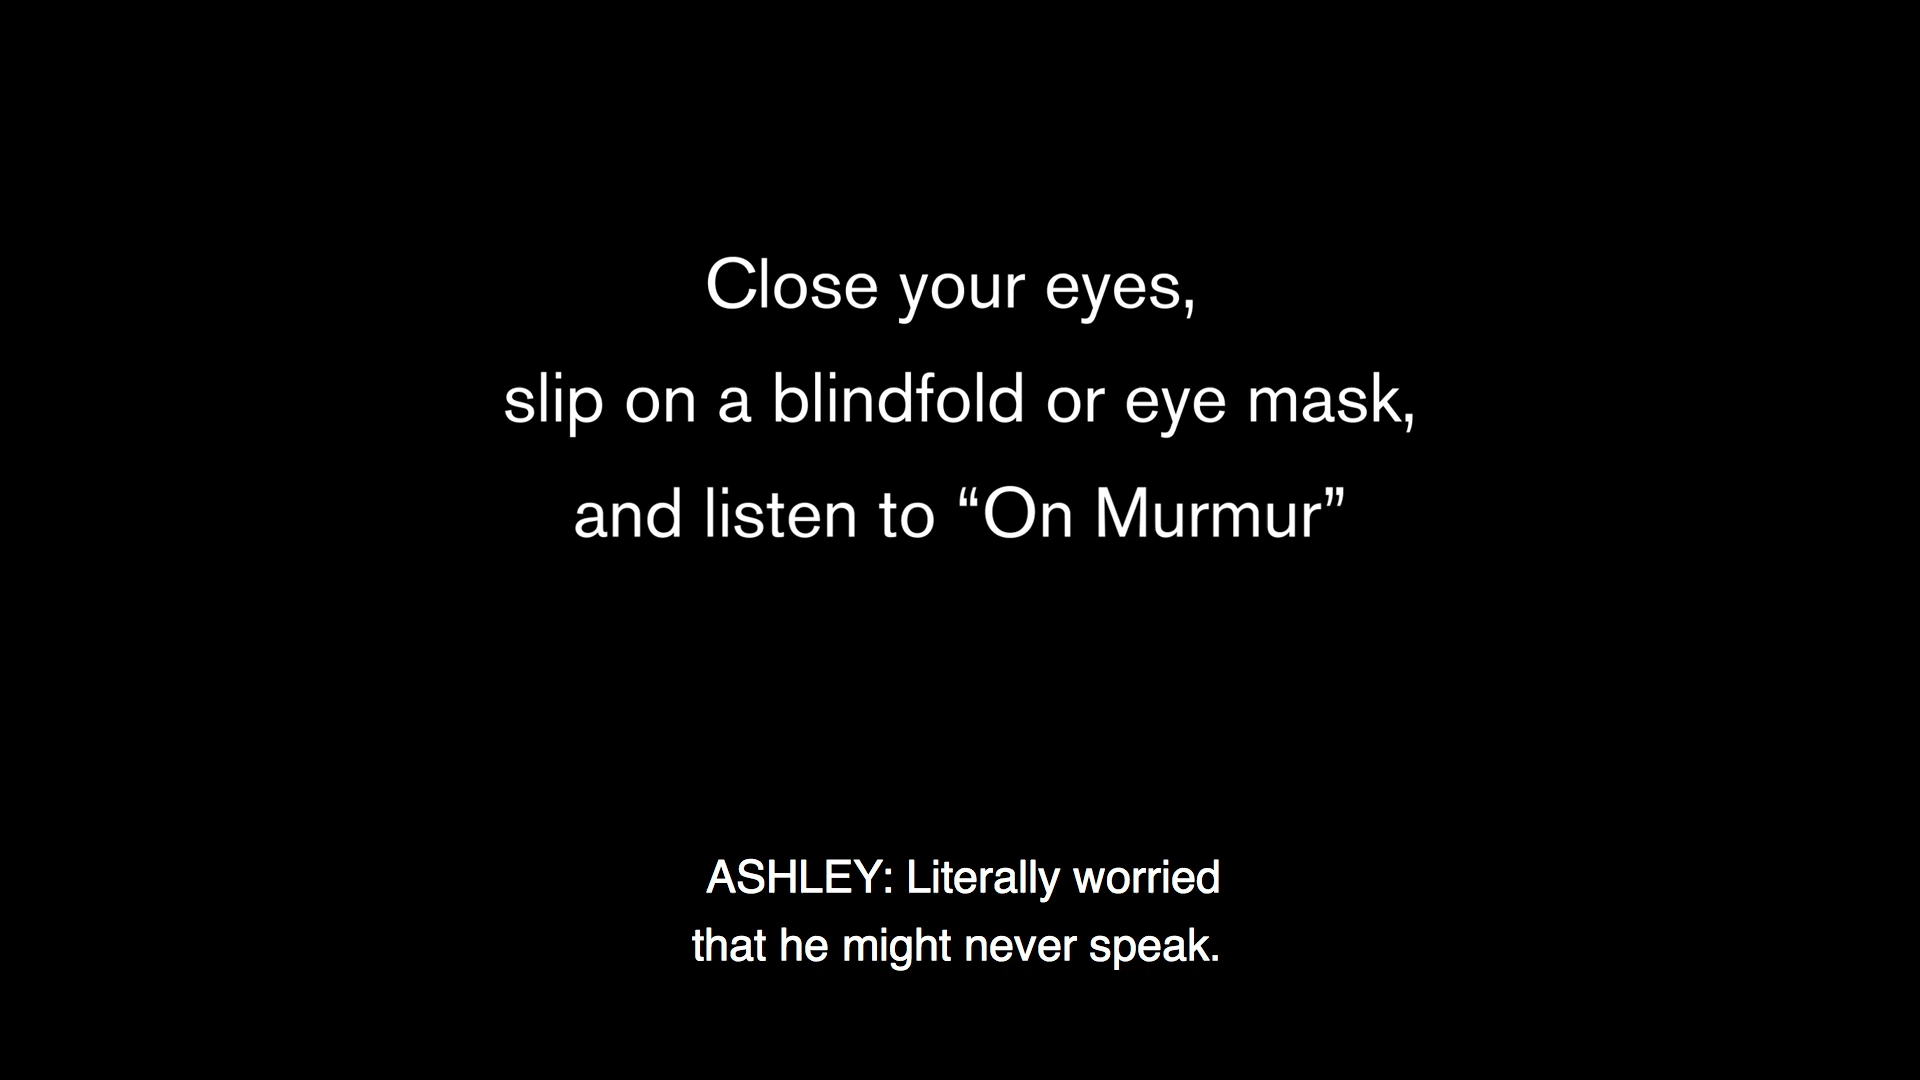 Close your eyes,
slip on a blindfold or eye mask,
and listen to “On Murmur”
ASHLEY: Literally worried
that he might never speak.